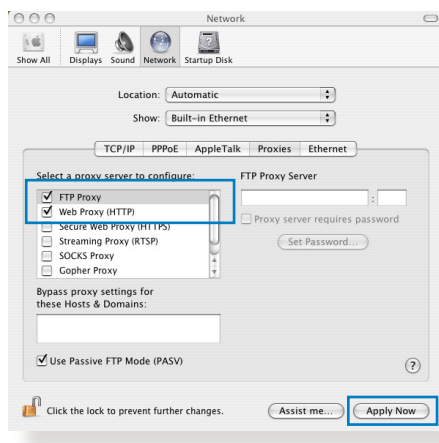 Network
Show All Displays Sound Network Startup Disk
Location: Automatic
Show: Built-in Ethernet
TCP/IP PPPoE AppleTalk Proxies Ethernet
Select a proxy server to configure:
FTP Proxy Server
FTP Proxy
:
Web Proxy (HTTP)
Proxy server requires password
Secure Web Proxy (HTTPS)
Streaming Proxy (RTSP)
Set Password...
SOCKS Proxy
Gopher Proxy
Bypass proxy settings for
these Hosts & Domains:
Use Passive FTP Mode (PASV)
?
Click the lock to prevent further changes.
Assist me...
Apply Now